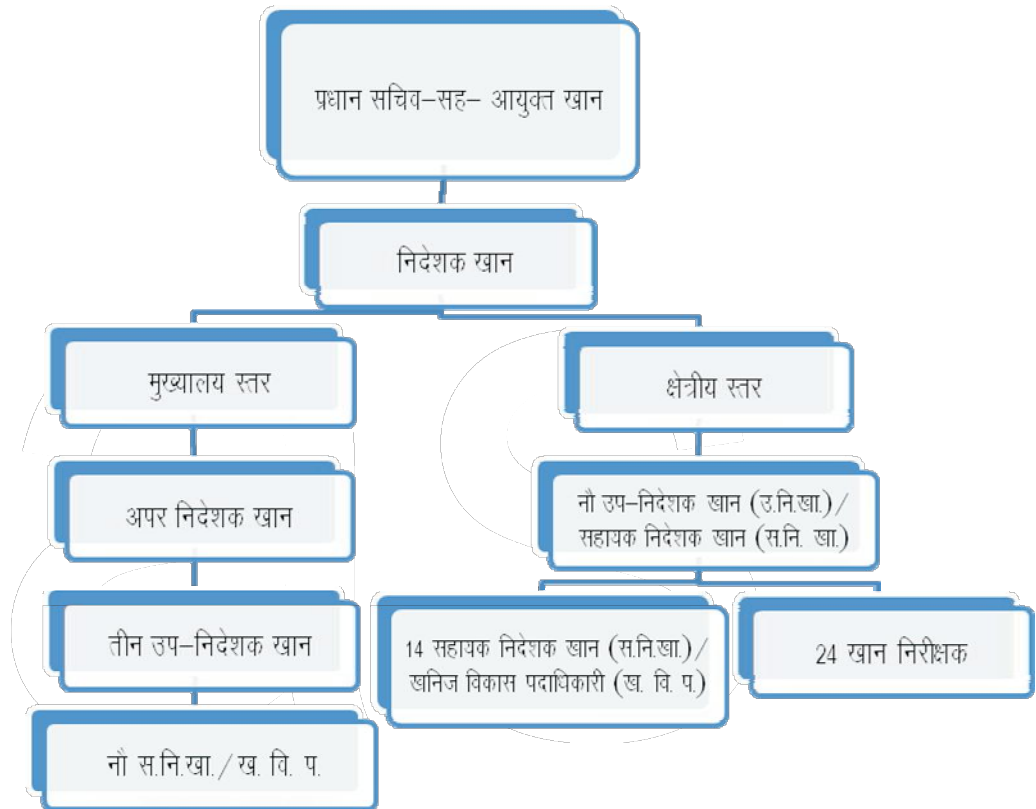 प्रधान सचिव–सह– आयुक्त खान
निदेशक खान
मुख्यालय स्तर
क्षेत्रीय स्तर
अपर निदेशक खान
नौ उप–निदेशक खान (उ.नि.खा.)/
सहायक निदेशक खान (स.नि. खा.)
तीन उप–निदेशक खान
14 सहायक निदेशक खान (स.नि.खा.)/
खनिज विकास पदाधिकारी (ख. वि. प.)
24 खान निरीक्षक
नौ स.नि.खा./ ख. वि. प.